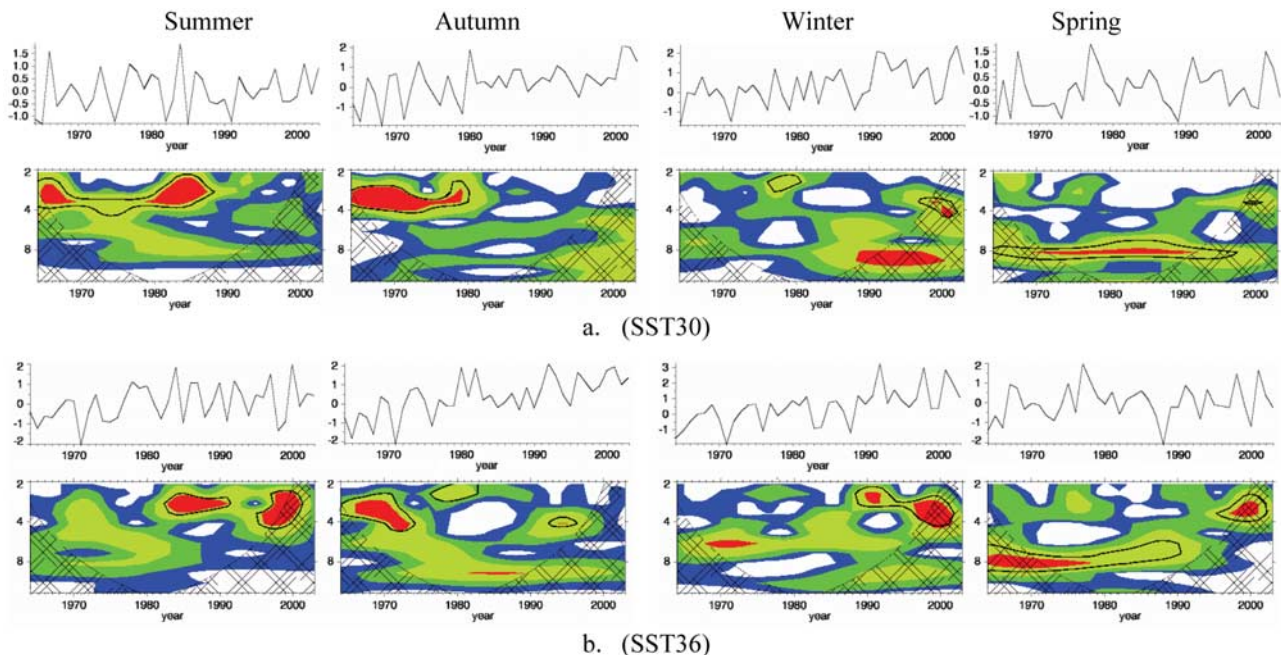 Summer Autumn Winter Spring
1.5 1.0 0.5 0.0 -0.5 -1.0
2 1 0 -1
2 1 0 -1
1.5 1.0 0.5 0.0 -0.5 -1.0
1970 1980 1990 2000 1970 1980 1990 2000 1970 1980 1990 2000 1970 1980 1990 2000
year year year year
2 2 2 2
4 4 4 4
8 8 8 8
1970 1980 1990 2000 1970 1980 1990 2000 1970 1980 1990 2000 1970 1980 1990 2000
year year year year
a. (SST30)
2 1 0 -1 -2
2 1 0 -1 -2
3 2 1 0 -1
2 1 0 -1 -2
1970 1980 1990 2000 1970 1980 1990 2000 1970 1980 1990 2000 1970 1980 1990 2000
year year year year
2 2 2 2
4 4 4 4
8 8 8 8
1970 1980 1990 2000 1970 1980 1990 2000 1970 1980 1990 2000 1970 1980 1990 2000
year year year year
b. (SST36)